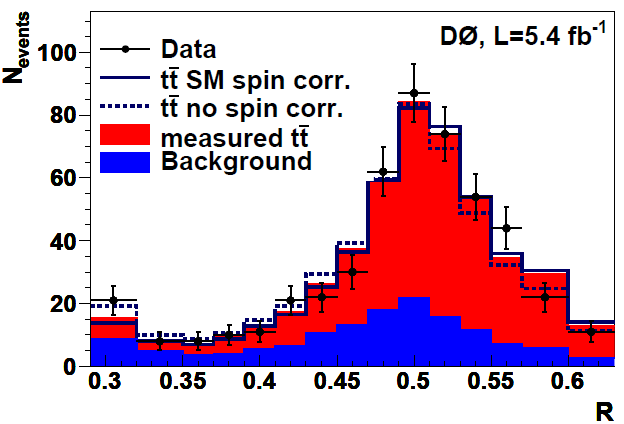 DØ, L=5.4 fb⁻¹
Data
tt̄ SM spin corr.
tt̄ no spin corr.
measured tt̄
Background
N_events
100
80
60
40
20
0
0.3 0.35 0.4 0.45 0.5 0.55 0.6
R